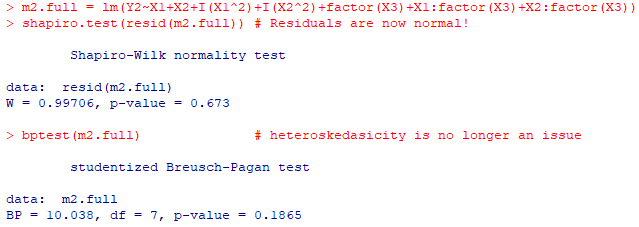 > m2.full = lm(Y2~X1+X2+I(X1^2)+I(X2^2)+factor(X3)+X1:factor(X3)+X2:factor(X3))
> shapiro.test(resid(m2.full)) # Residuals are now normal!
Shapiro-Wilk normality test
data: resid(m2.full)
W = 0.99706, p-value = 0.673
> bptest(m2.full) # heteroskedasicity is no longer an issue
studentized Breusch-Pagan test
data: m2.full
BP = 10.038, df = 7, p-value = 0.1865